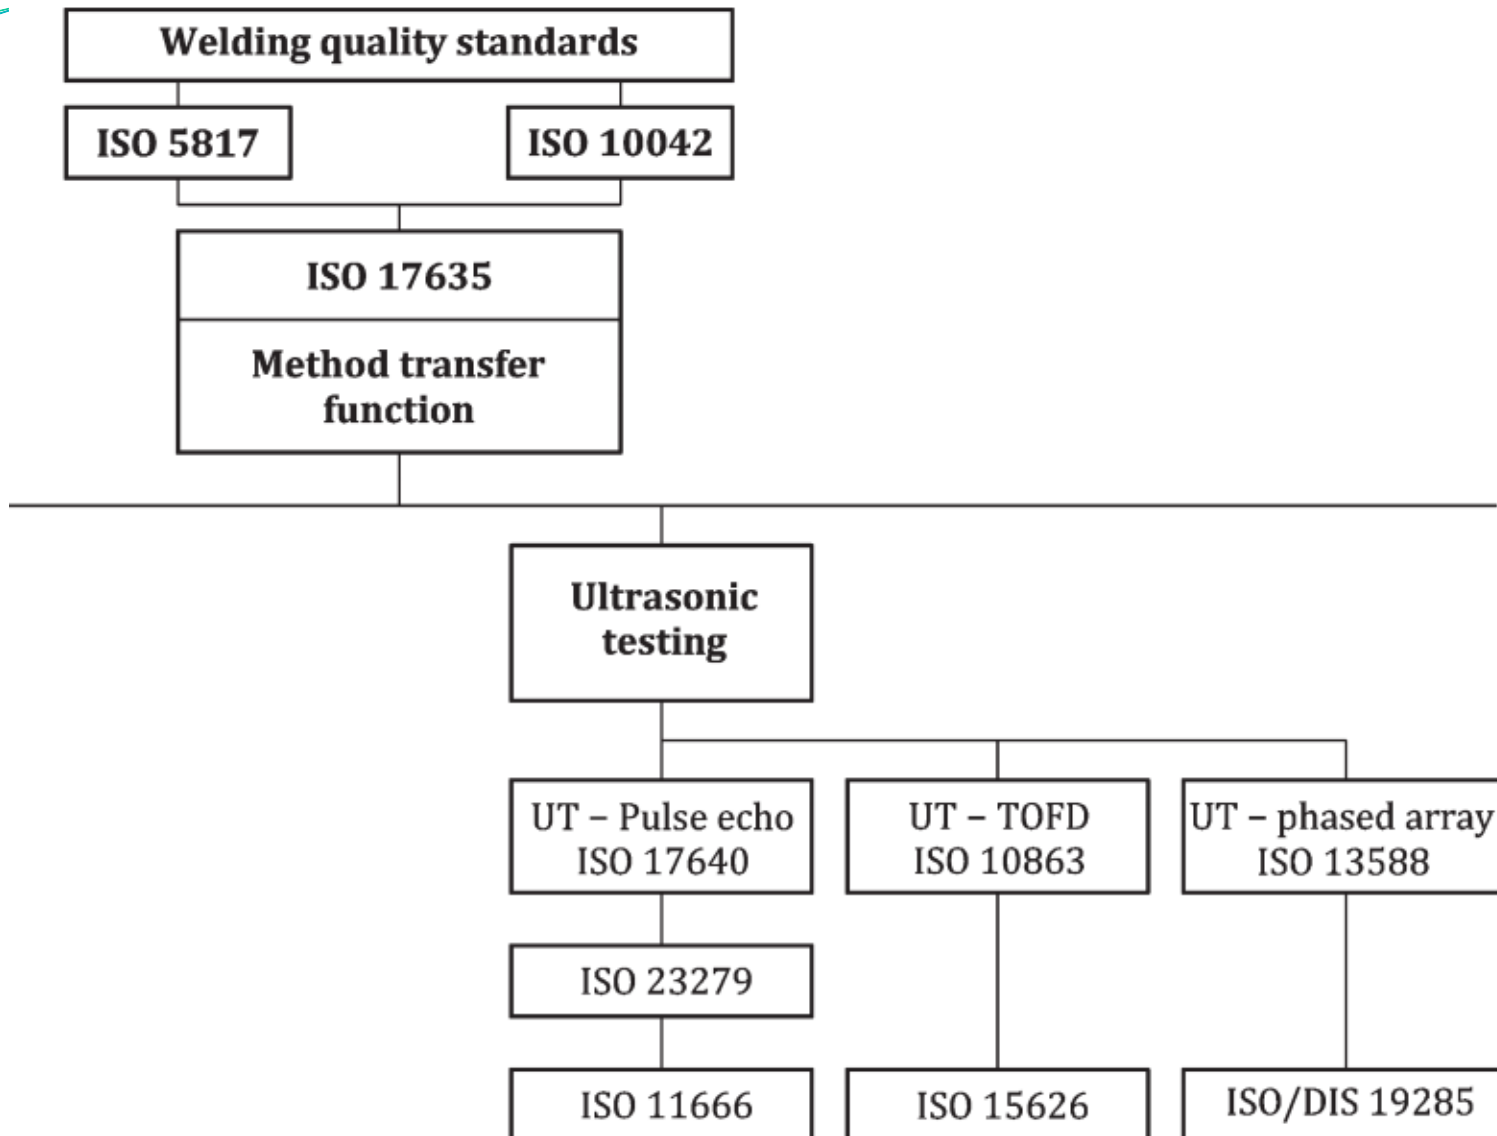 Welding quality standards
ISO 5817
ISO 10042
ISO 17635
Method transfer
function
Ultrasonic
testing
UT – Pulse echo
ISO 17640
UT – TOFD
ISO 10863
UT – phased array
ISO 13588
ISO 23279
ISO 11666
ISO 15626
ISO/DIS 19285